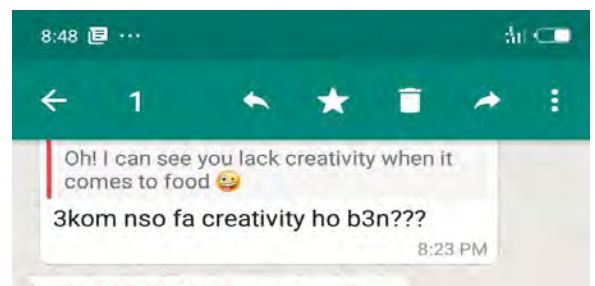 8:48 ...
1
Oh! I can see you lack creativity when it
comes to food 🤪
3kom nso fa creativity ho b3n???
8:23 PM